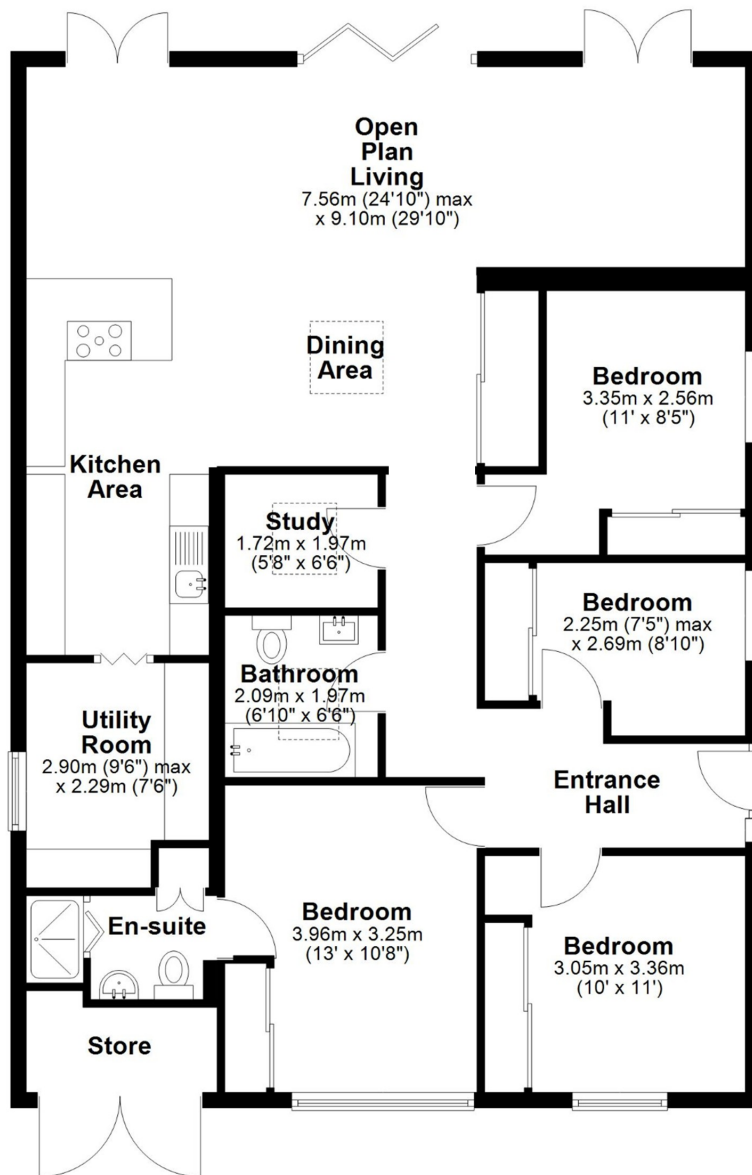 Open
Plan
Living
7.56m (24'10") max
x 9.10m (29'10")
Dining
Area
Bedroom
3.35m x 2.56m
(11' x 8'5")
Kitchen
Area
Study
1.72m x 1.97m
(5'8" x 6'6")
Bedroom
2.25m (7'5") max
x 2.69m (8'10")
Bathroom
2.09m x 1.97m
(6'10" x 6'6")
Utility
Room
2.90m (9'6") max
x 2.29m (7'6")
Entrance
Hall
En-suite
Bedroom
3.96m x 3.25m
(13' x 10'8")
Bedroom
3.05m x 3.36m
(10' x 11')
Store